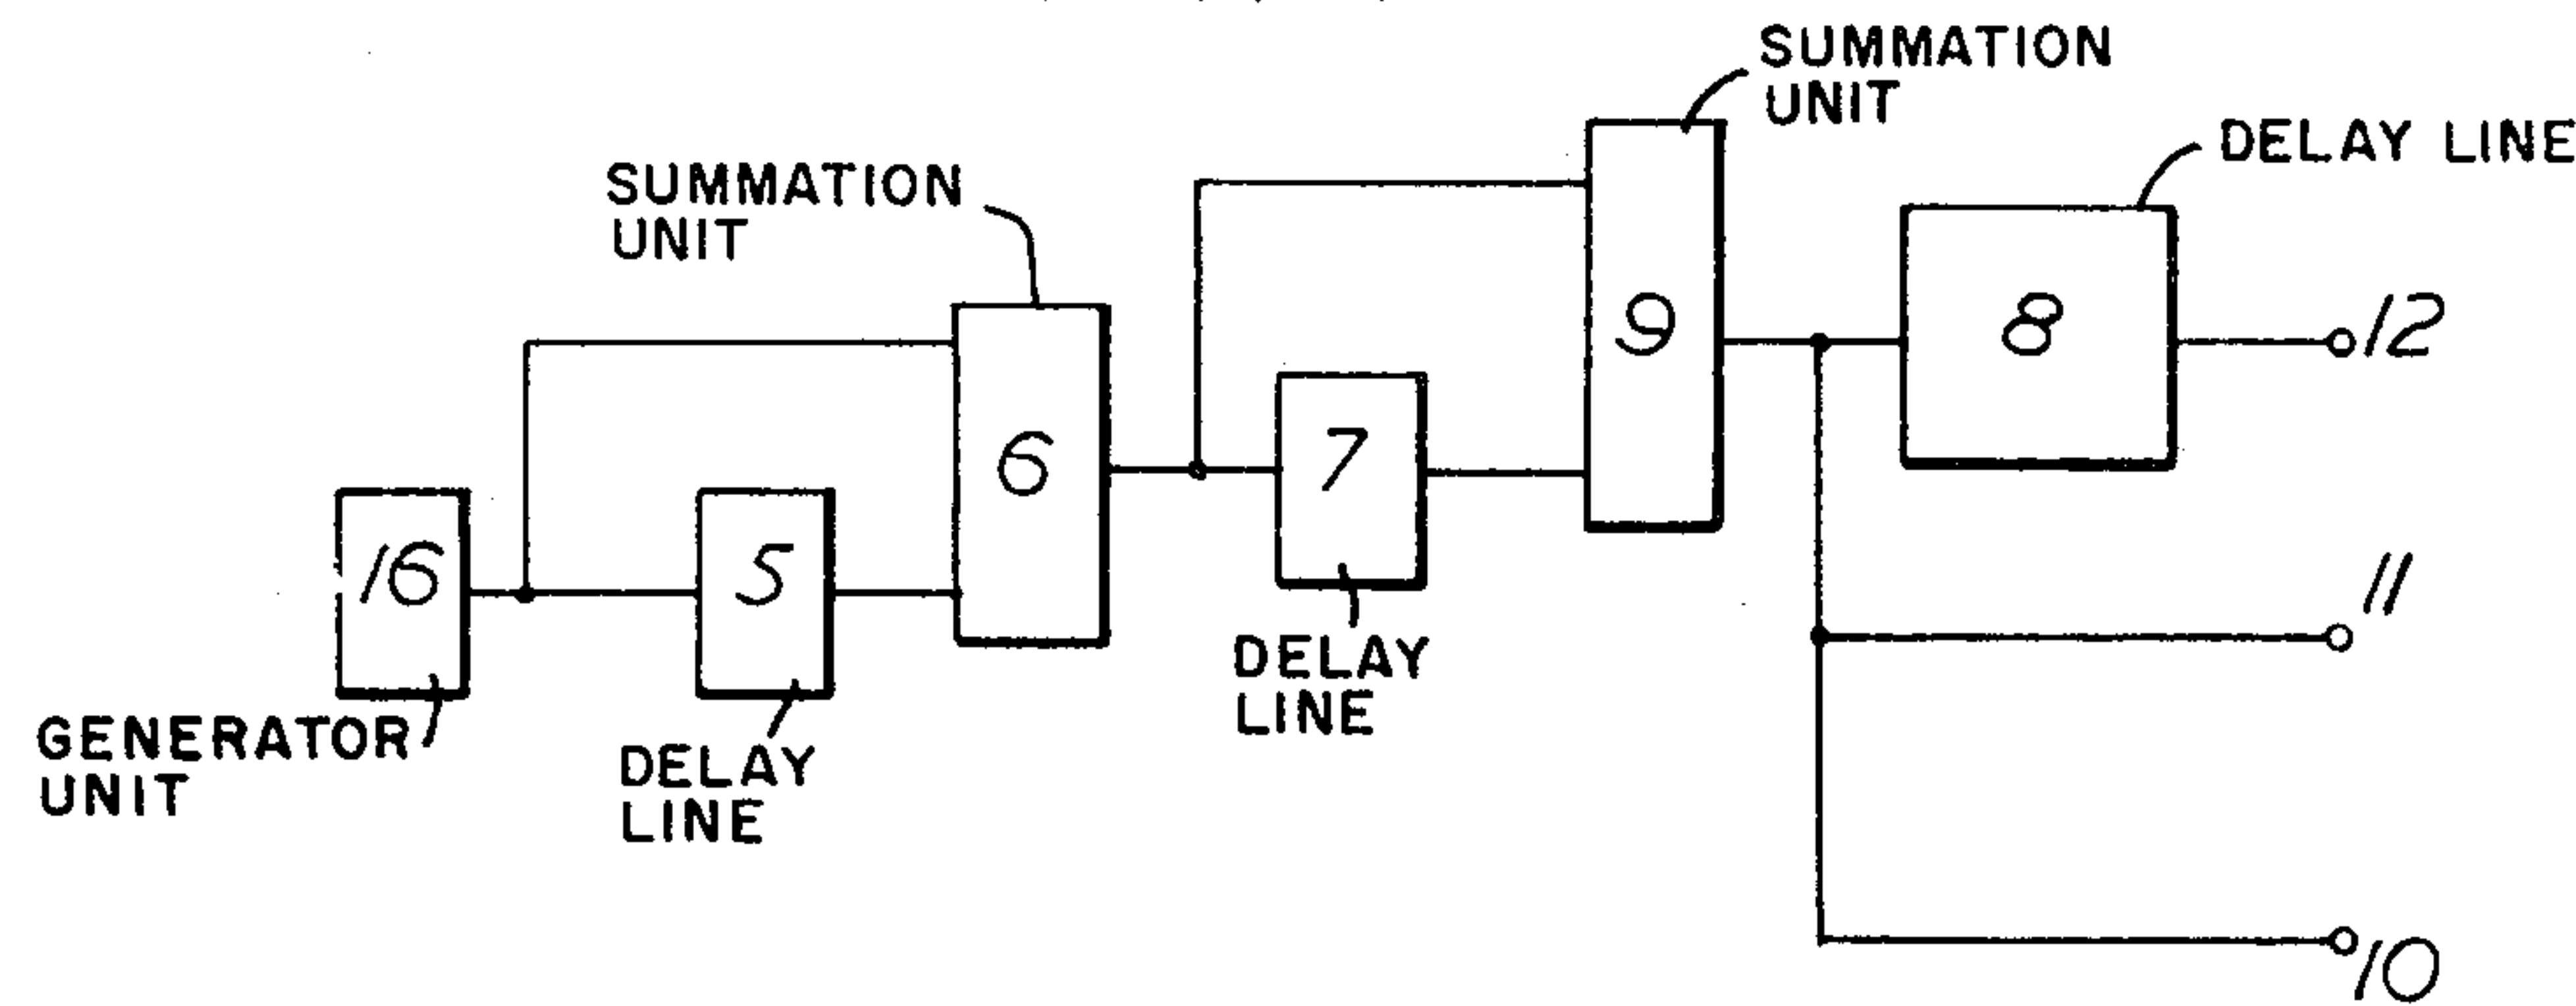 SUMMATION
UNIT
DELAY LINE
SUMMATION
UNIT
9
8
12
6
7
16
5
11
DELAY
LINE
GENERATOR
UNIT
DELAY
LINE
10